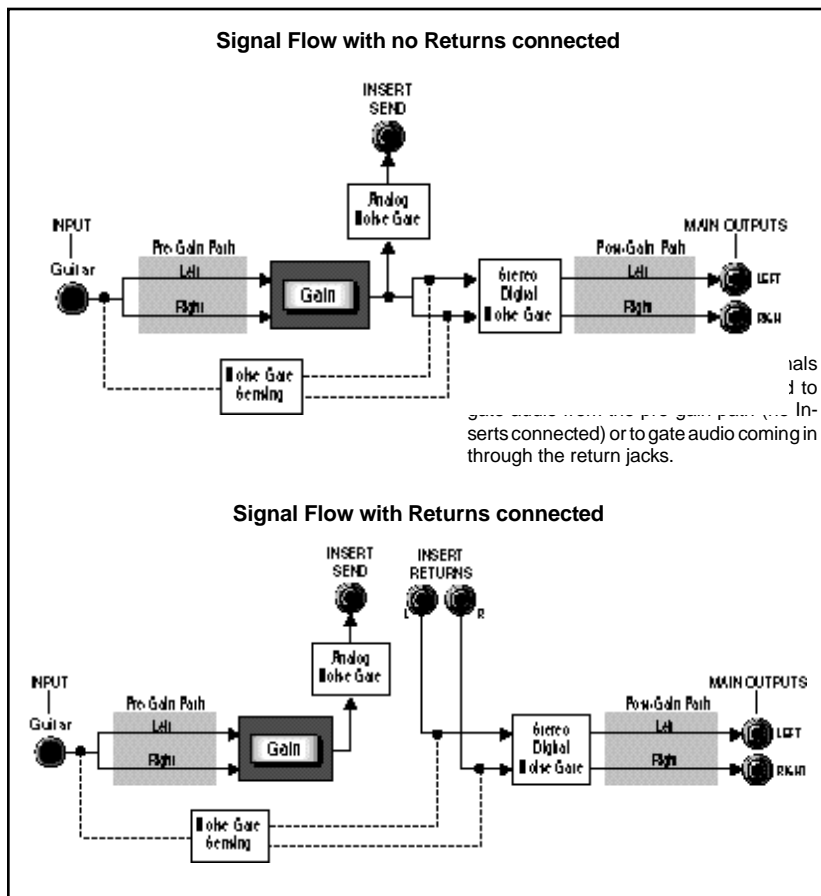 Signal Flow with no Returns connected
INSERT
SEND
Analog
Noise Gate
INPUT
MAIN OUTPUTS
Guitar
Pre-Gain Path
Left
Right
Gain
Stereo
Digital
Noise Gate
Post-Gain Path
Left
Right
LEFT
RIGH
Noise Gate
Sensing
nals
d to
gate audio from the pre-gain path (no In-
serts connected) or to gate audio coming in
through the return jacks.
Signal Flow with Returns connected
INSERT
SEND
INSERT
RETURNS
L
R
Analog
Noise Gate
INPUT
MAIN OUTPUTS
Guitar
Pre-Gain Path
Left
Right
Gain
Stereo
Digital
Noise Gate
Post-Gain Path
Left
Right
LEFT
RIGHT
Noise Gate
Sensing